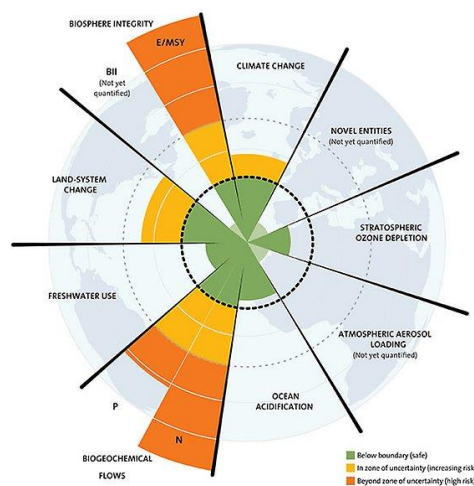 BIOSPHERE INTEGRITY
E/MSY
BII
(Not yet
quantified)
CLIMATE CHANGE
NOVEL ENTITIES
(Not yet quantified)
LAND-SYSTEM
CHANGE
STRATOSPHERIC
OZONE DEPLETION
FRESHWATER USE
ATMOSPHERIC AEROSOL
LOADING
(Not yet quantified)
P
N
BIOGEOCHEMICAL
FLOWS
OCEAN
ACIDIFICATION
Below boundary (safe)
In zone of uncertainty (increasing risk
Beyond zone of uncertainty (high risk